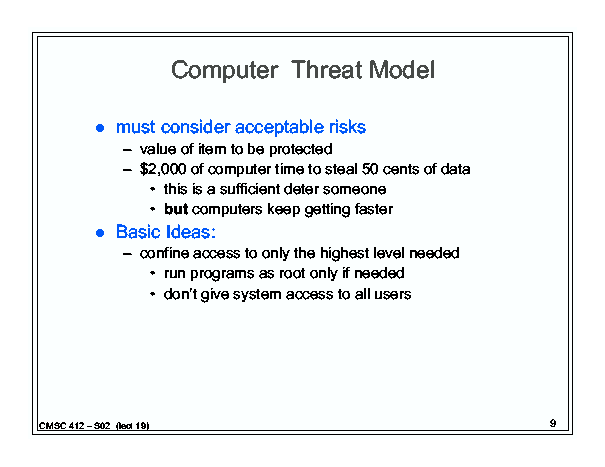 Computer Threat Model
● must consider acceptable risks
– value of item to be protected
– $2,000 of computer time to steal 50 cents of data
• this is a sufficient deter someone
• but computers keep getting faster
● Basic Ideas:
– confine access to only the highest level needed
• run programs as root only if needed
• don't give system access to all users
CMSC 412 – S02 (lect 19)
9